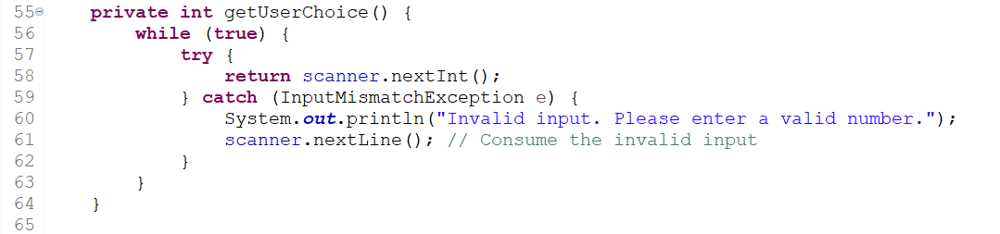 55 private int getUserChoice() {
56 while (true) {
57 try {
58 return scanner.nextInt();
59 } catch (InputMismatchException e) {
60 System.out.println("Invalid input. Please enter a valid number.");
61 scanner.nextLine(); // Consume the invalid input
62 }
63 }
64 }
65